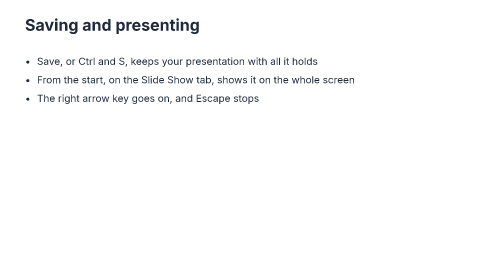 Saving and presenting
• Save, or Ctrl and S, keeps your presentation with all it holds
• From the start, on the Slide Show tab, shows it on the whole screen
• The right arrow key goes on, and Escape stops